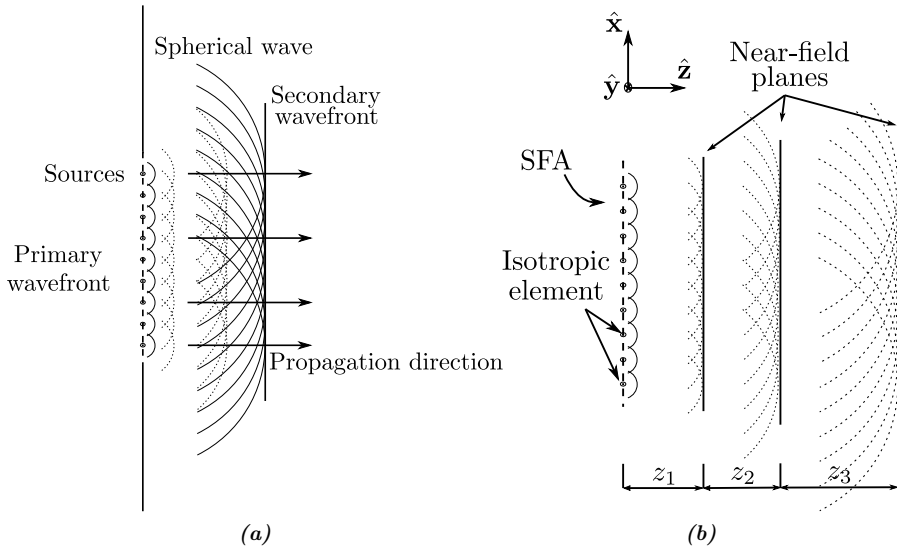 Spherical wave
Secondary
wavefront
Sources
Primary
wavefront
Propagation direction
(a)
x̂
ŷ
ẑ
Near-field
planes
SFA
Isotropic
element
z₁
z₂
z₃
(b)